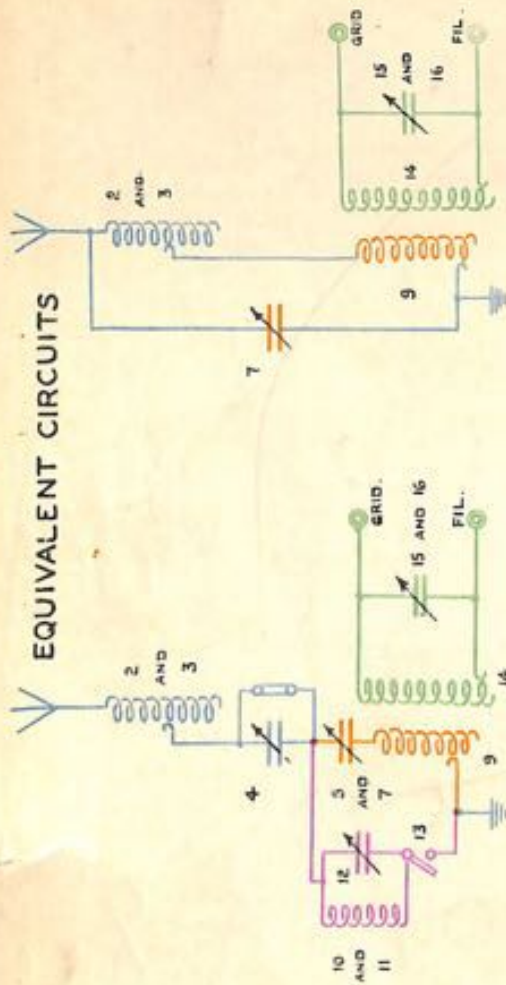 EQUIVALENT CIRCUITS
2
AND
3
4
5
AND
7
9
10
AND
11
12
13
14
15 AND 16
GRID.
FIL.
2
AND
3
7
9
14
15
AND
16
GRID
FIL.